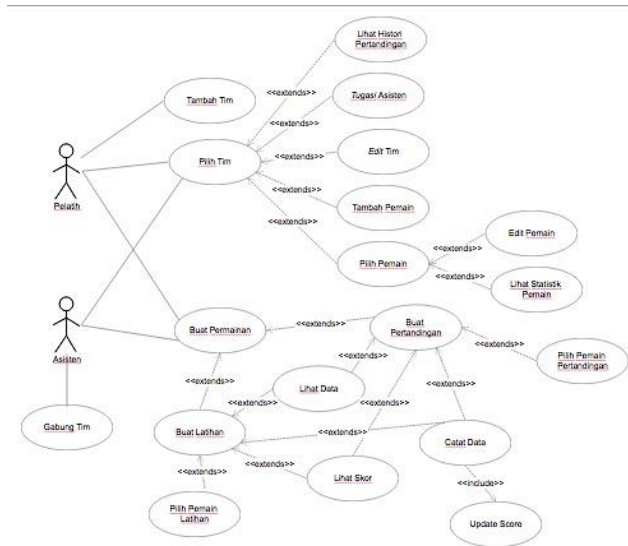 Lihat Histori
Pertandingan
<<extends>>
Tambah Tim
Tugasi Asisten
<<extends>>
Pilih Tim
Edit Tim
<<extends>>
<<extends>>
Pelatih
Tambah Pemain
<<extends>>
Edit Pemain
Pilih Pemain
<<extends>>
<<extends>>
Lihat Statistik
Pemain
Buat Permainan
<<extends>>
Buat
Pertandingan
Asisten
<<extends>>
Pilih Pemain
Pertandingan
<<extends>>
<<extends>>
Lihat Data
<<extends>>
<<extends>>
<<extends>>
Gabung Tim
Buat Latihan
<<extends>>
Catat Data
<<extends>>
<<extends>>
Lihat Skor
<<include>>
Pilih Pemain
Latihan
Update Score